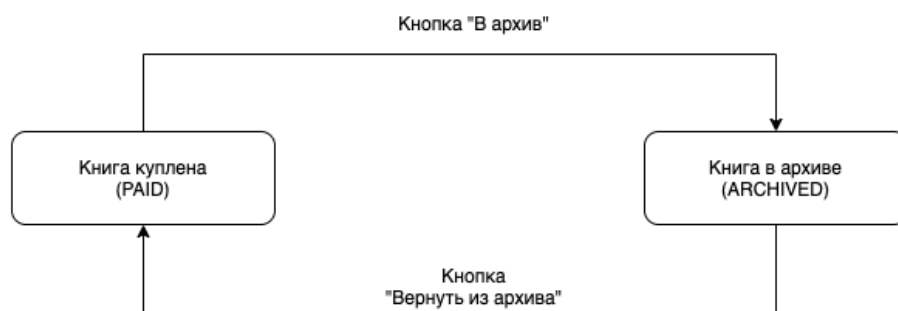 Кнопка "В архив"
Книга куплена
(PAID)
Книга в архиве
(ARCHIVED)
Кнопка
"Вернуть из архива"